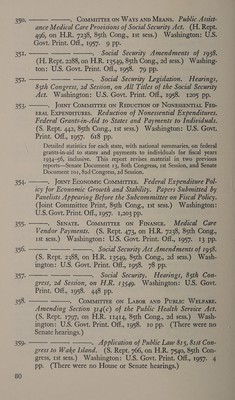 350. ———. ———. COMMITTEE ON WAYS AND MEANS. Public Assist-
ance Medical Care Provisions of Social Security Act. (H. Rept.
496, on H.R. 7238, 85th Cong., 1st sess.) Washington: U.S.
Govt. Print. Off., 1957. 9 pp.
351. ———. ———. ———. Social Security Amendments of 1958.
(H. Rept. 2288, on H.R. 13549, 85th Cong., 2d sess.) Washing-
ton: U.S. Govt. Print. Off., 1958. 79 pp.
352. ———. ———. ———. Social Security Legislation. Hearings,
85th Congress, 2d Session, on All Titles of the Social Security
Act. Washington: U.S. Govt. Print. Off., 1958. 1205 pp.
353. ———. JOINT COMMITTEE ON REDUCTION OF NONESSENTIAL FED-
ERAL EXPENDITURES. Reduction of Nonessential Expenditures.
Federal Grants-in-Aid to States and Payments to Individuals.
(S. Rept. 442, 85th Cong., 1st sess.) Washington: U.S. Govt.
Print. Off., 1957. 618 pp.
Detailed statistics for each state, with national summaries, on federal
grants-in-aid to states and payments to individuals for fiscal years
1934–56, inclusive. This report revises material in two previous
reports—Senate Document 13, 80th Congress, 1st Session, and Senate
Document 101, 82d Congress, 2d Session.
354. ———. JOINT ECONOMIC COMMITTEE. Federal Expenditure Pol-
icy for Economic Growth and Stability. Papers Submitted by
Panelists Appearing Before the Subcommittee on Fiscal Policy.
(Joint Committee Print, 85th Cong., 1st sess.) Washington:
U.S. Govt. Print. Off., 1957. 1,203 pp.
355. ———. SENATE. COMMITTEE ON FINANCE. Medical Care
Vendor Payments. (S. Rept. 473, on H.R. 7238, 85th Cong.,
1st sess.) Washington: U.S. Govt. Print. Off., 1957. 13 pp.
356. ———. ———. ———. Social Security Act Amendments of 1958.
(S. Rept. 2388, on H.R. 13549, 85th Cong., 2d sess.) Wash-
ington: U.S. Govt. Print. Off., 1958. 78 pp.
357. ———. ———. ———. Social Security. Hearings, 85th Con-
gress, 2d Session, on H.R. 13549. Washington: U.S. Govt.
Print. Off., 1958. 448 pp.
358. ———. ———. COMMITTEE ON LABOR AND PUBLIC WELFARE.
Amending Section 314(c) of the Public Health Service Act.
(S. Rept. 1797, on H.R. 11414, 85th Cong., 2d sess.) Wash-
ington: U.S. Govt. Print. Off., 1958. 10 pp. (There were no
Senate hearings.)
359. ———. ———. ———. Application of Public Law 815, 81st Con-
gress to Wake Island. (S. Rept. 766, on H.R. 7540, 85th Con-
gress, 1st sess.) Washington: U.S. Govt. Print. Off., 1957. 4
pp. (There were no House or Senate hearings.)
80